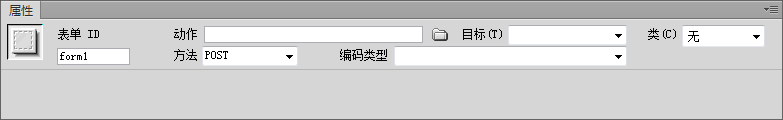 属性
表单 ID 动作 目标(T) 类(C) 无
form1 方法 POST 编码类型